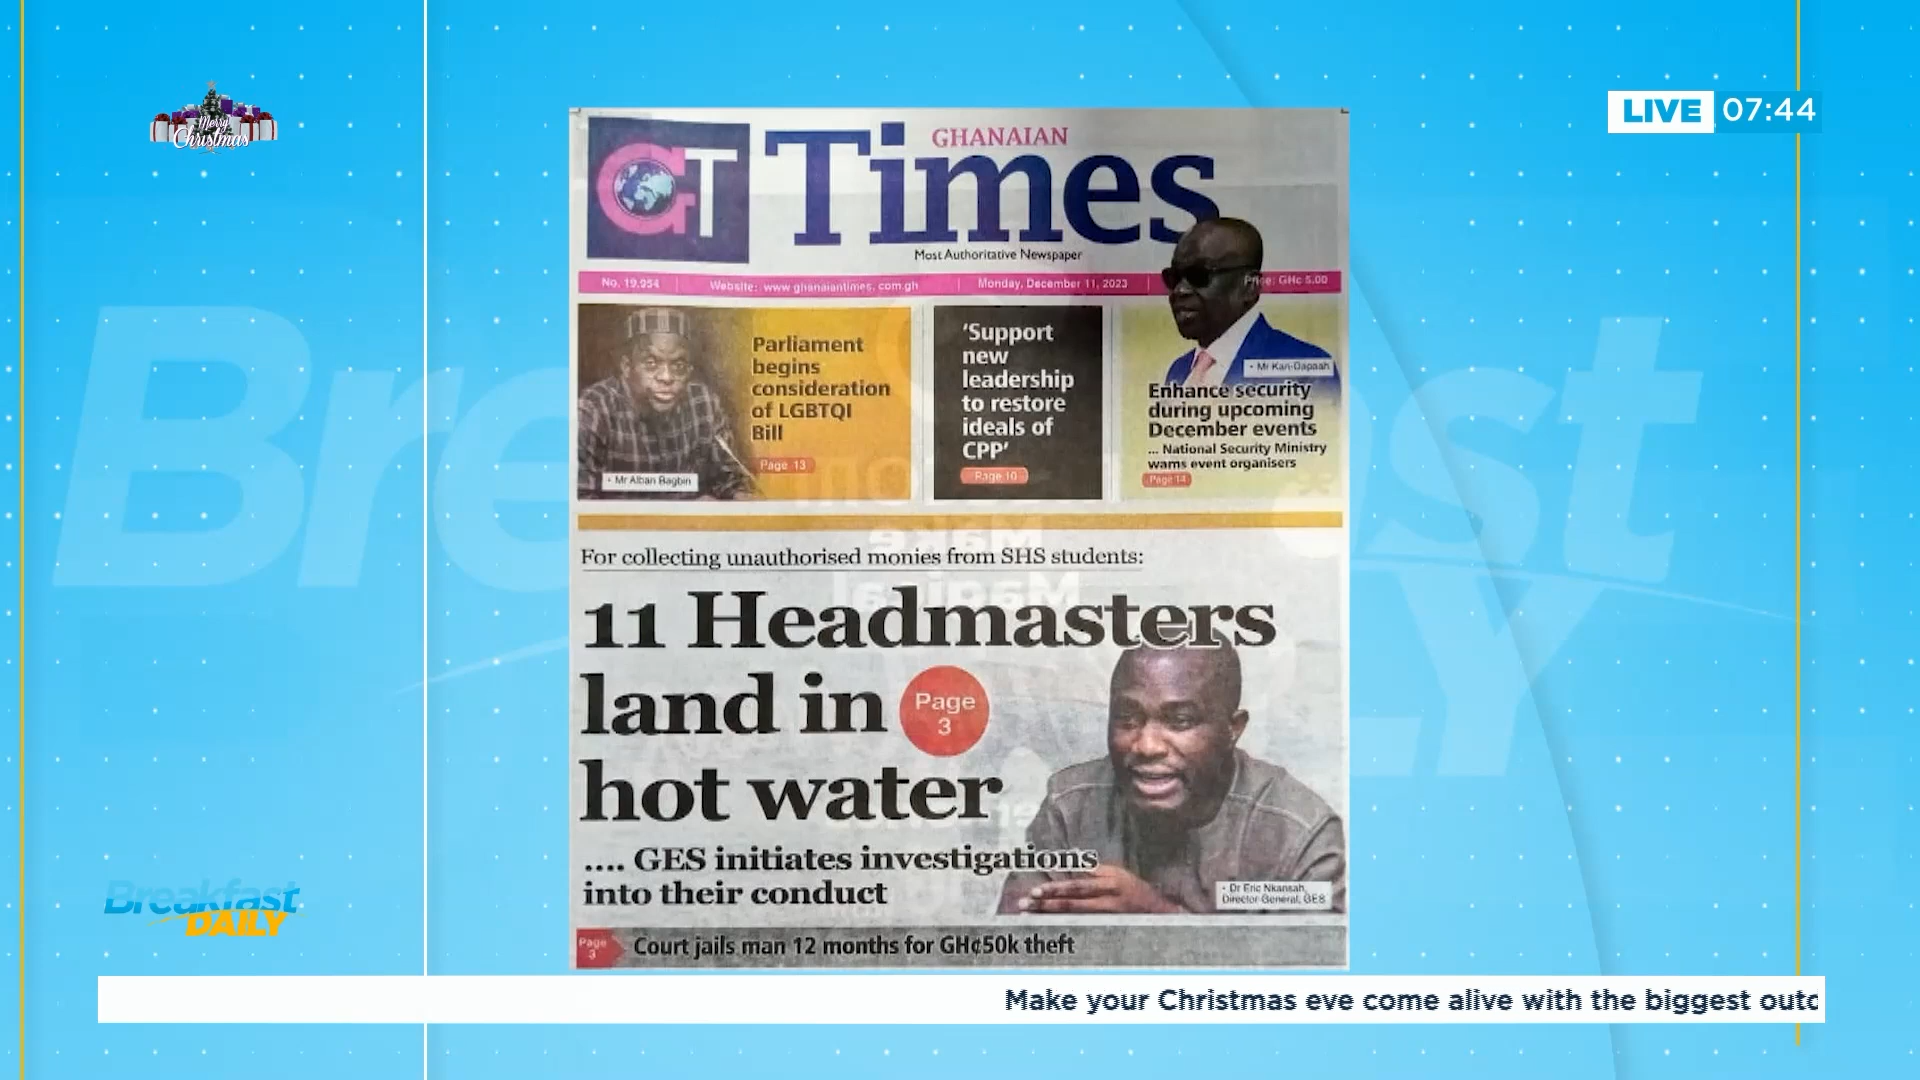 Merry
Christmas
LIVE 07:44
GT
GHANAIAN
Times
Most Authoritative Newspaper
No. 19,954
Website: www.ghanaiantimes.com.gh
Monday, December 11, 2023
Price: GH¢ 5.00
Parliament
begins
consideration
of LGBTQI
Bill
Page 13
• Mr Alban Bagbin
‘Support
new
leadership
to restore
ideals of
CPP’
Page 10
• Mr Kan-Dapaah
Enhance security
during upcoming
December events
... National Security Ministry
warns event organisers
Page 14
For collecting unauthorised monies from SHS students:
11 Headmasters
land in
hot water
Page
3
.... GES initiates investigations
into their conduct
• Dr Eric Nkansah,
Director-General, GES
Page
3
Court jails man 12 months for GH¢50k theft
Breakfast
DAILY
Make your Christmas eve come alive with the biggest outd